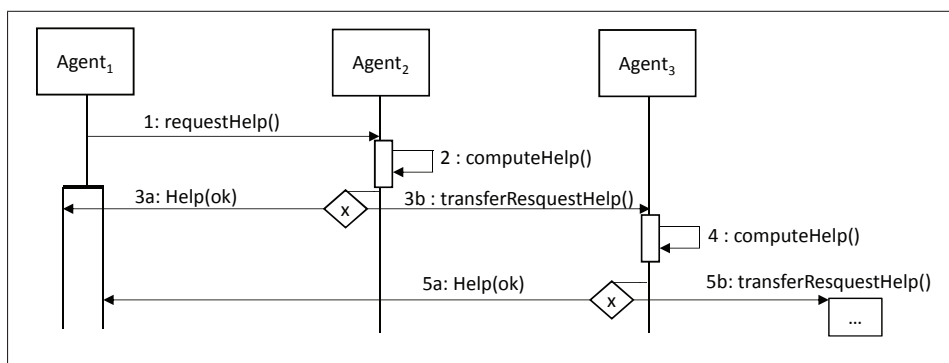 Agent₁
Agent₂
Agent₃
1: requestHelp()
2 : computeHelp()
3a: Help(ok)
x
3b : transferResquestHelp()
4 : computeHelp()
5a: Help(ok)
x
5b: transferResquestHelp()
...